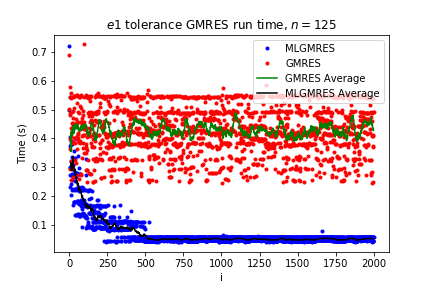 e1 tolerance GMRES run time, n = 125
MLGMRES
GMRES
GMRES Average
MLGMRES Average
Time (s)
0.7
0.6
0.5
0.4
0.3
0.2
0.1
0 250 500 750 1000 1250 1500 1750 2000
i